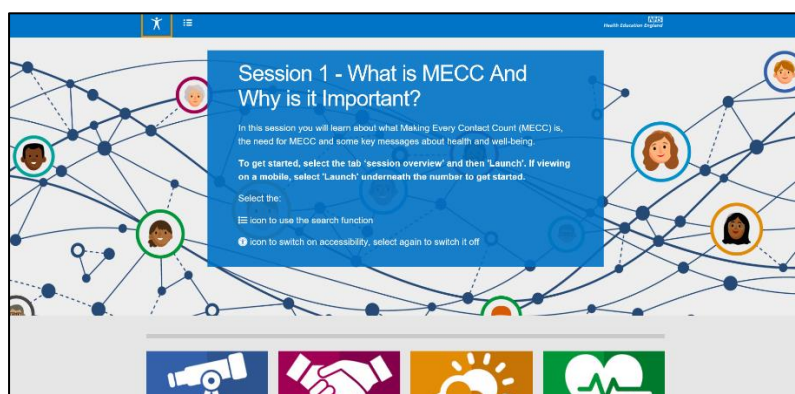 NHS
Health Education England
Session 1 - What is MECC And
Why is it Important?
In this session you will learn about what Making Every Contact Count (MECC) is,
the need for MECC and some key messages about health and well-being.
To get started, select the tab 'session overview' and then 'Launch'. If viewing
on a mobile, select 'Launch' underneath the number to get started.
Select the:
icon to use the search function
icon to switch on accessibility, select again to switch it off